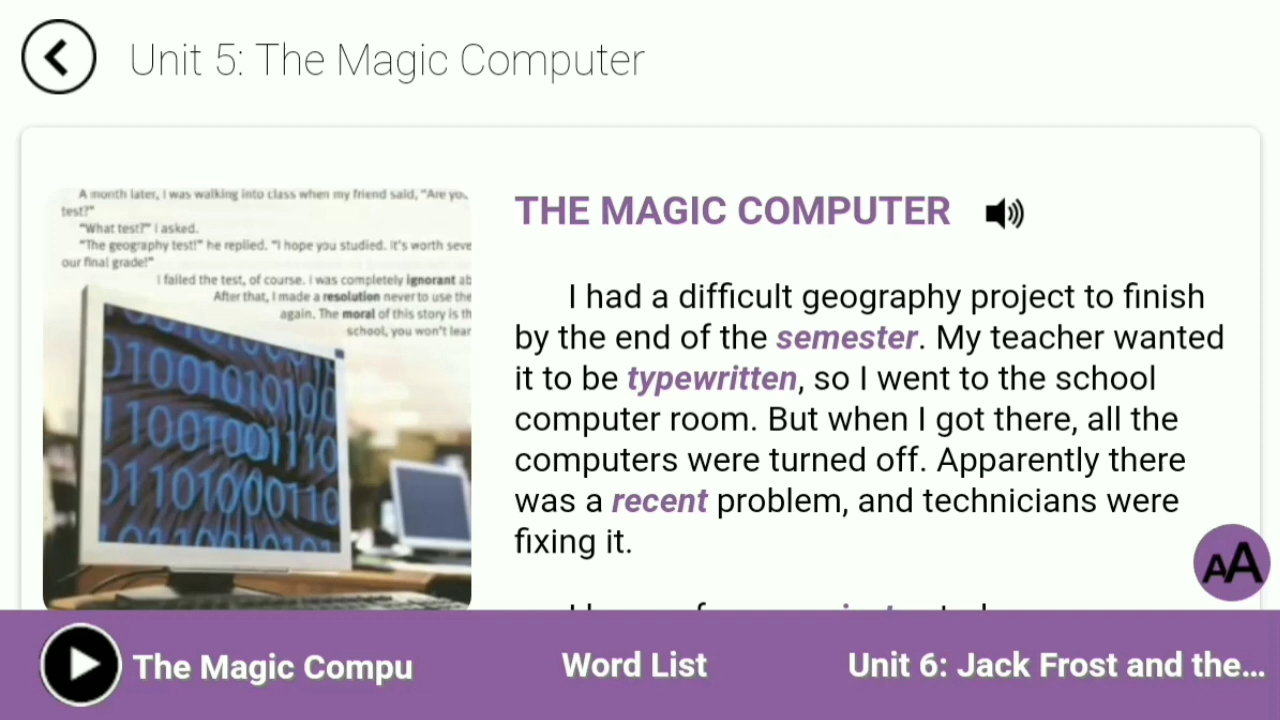 Unit 5: The Magic Computer
A month later, I was walking into class when my friend said, "Are you
test?"
"What test?" I asked.
"The geography test!" he replied. "I hope you studied. It's worth seve
our final grade!"
I failed the test, of course. I was completely ignorant ab
After that, I made a resolution never to use the
again. The moral of this story is th
school, you won't lear
01001010100
11001001110
01101000110
THE MAGIC COMPUTER
I had a difficult geography project to finish
by the end of the semester. My teacher wanted
it to be typewritten, so I went to the school
computer room. But when I got there, all the
computers were turned off. Apparently there
was a recent problem, and technicians were
fixing it.
AA
The Magic Compu
Word List
Unit 6: Jack Frost and the...